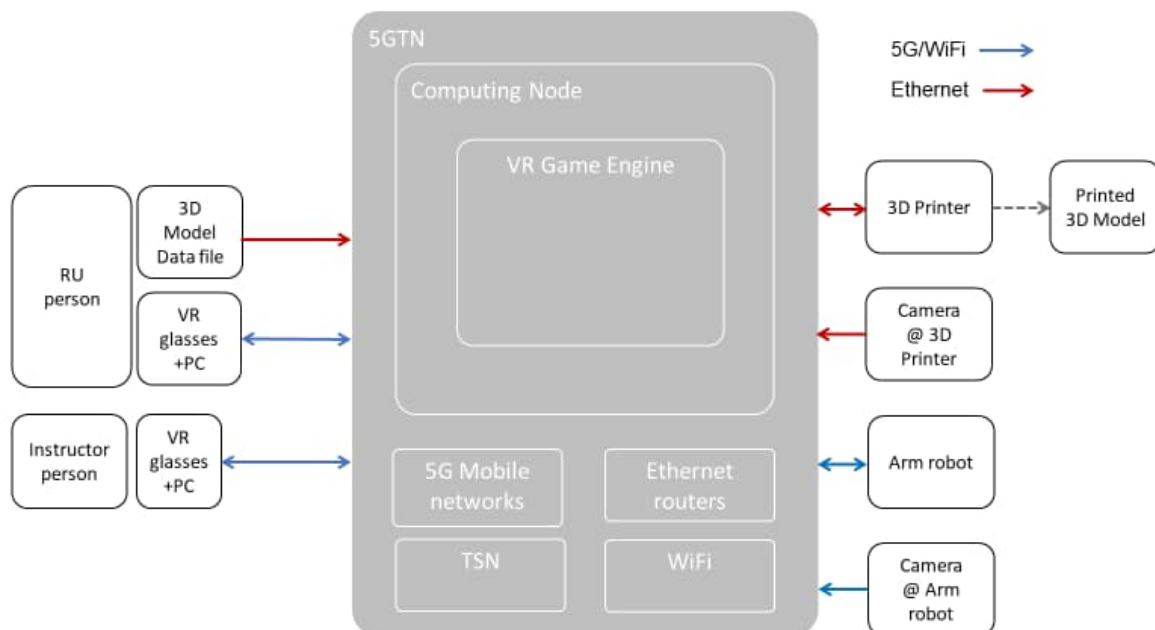 5GTN
Computing Node
VR Game Engine
5G/WiFi
Ethernet
RU
person
3D
Model
Data file
VR
glasses
+PC
Instructor
person
VR
glasses
+PC
5G Mobile
networks
Ethernet
routers
TSN
WiFi
3D Printer
Printed
3D Model
Camera
@ 3D
Printer
Arm robot
Camera
@ Arm
robot